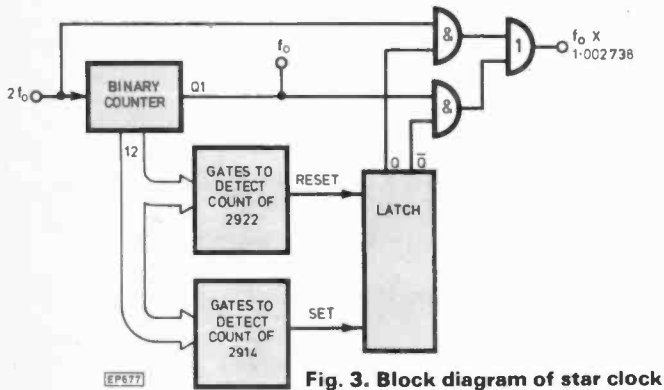 2f₀
BINARY
COUNTER
Q1
f₀
&
&
1
f₀ X
1·002738
12
GATES TO
DETECT
COUNT OF
2922
RESET
Q
Q̅
LATCH
GATES TO
DETECT
COUNT OF
2914
SET
EP677
Fig. 3. Block diagram of star clock